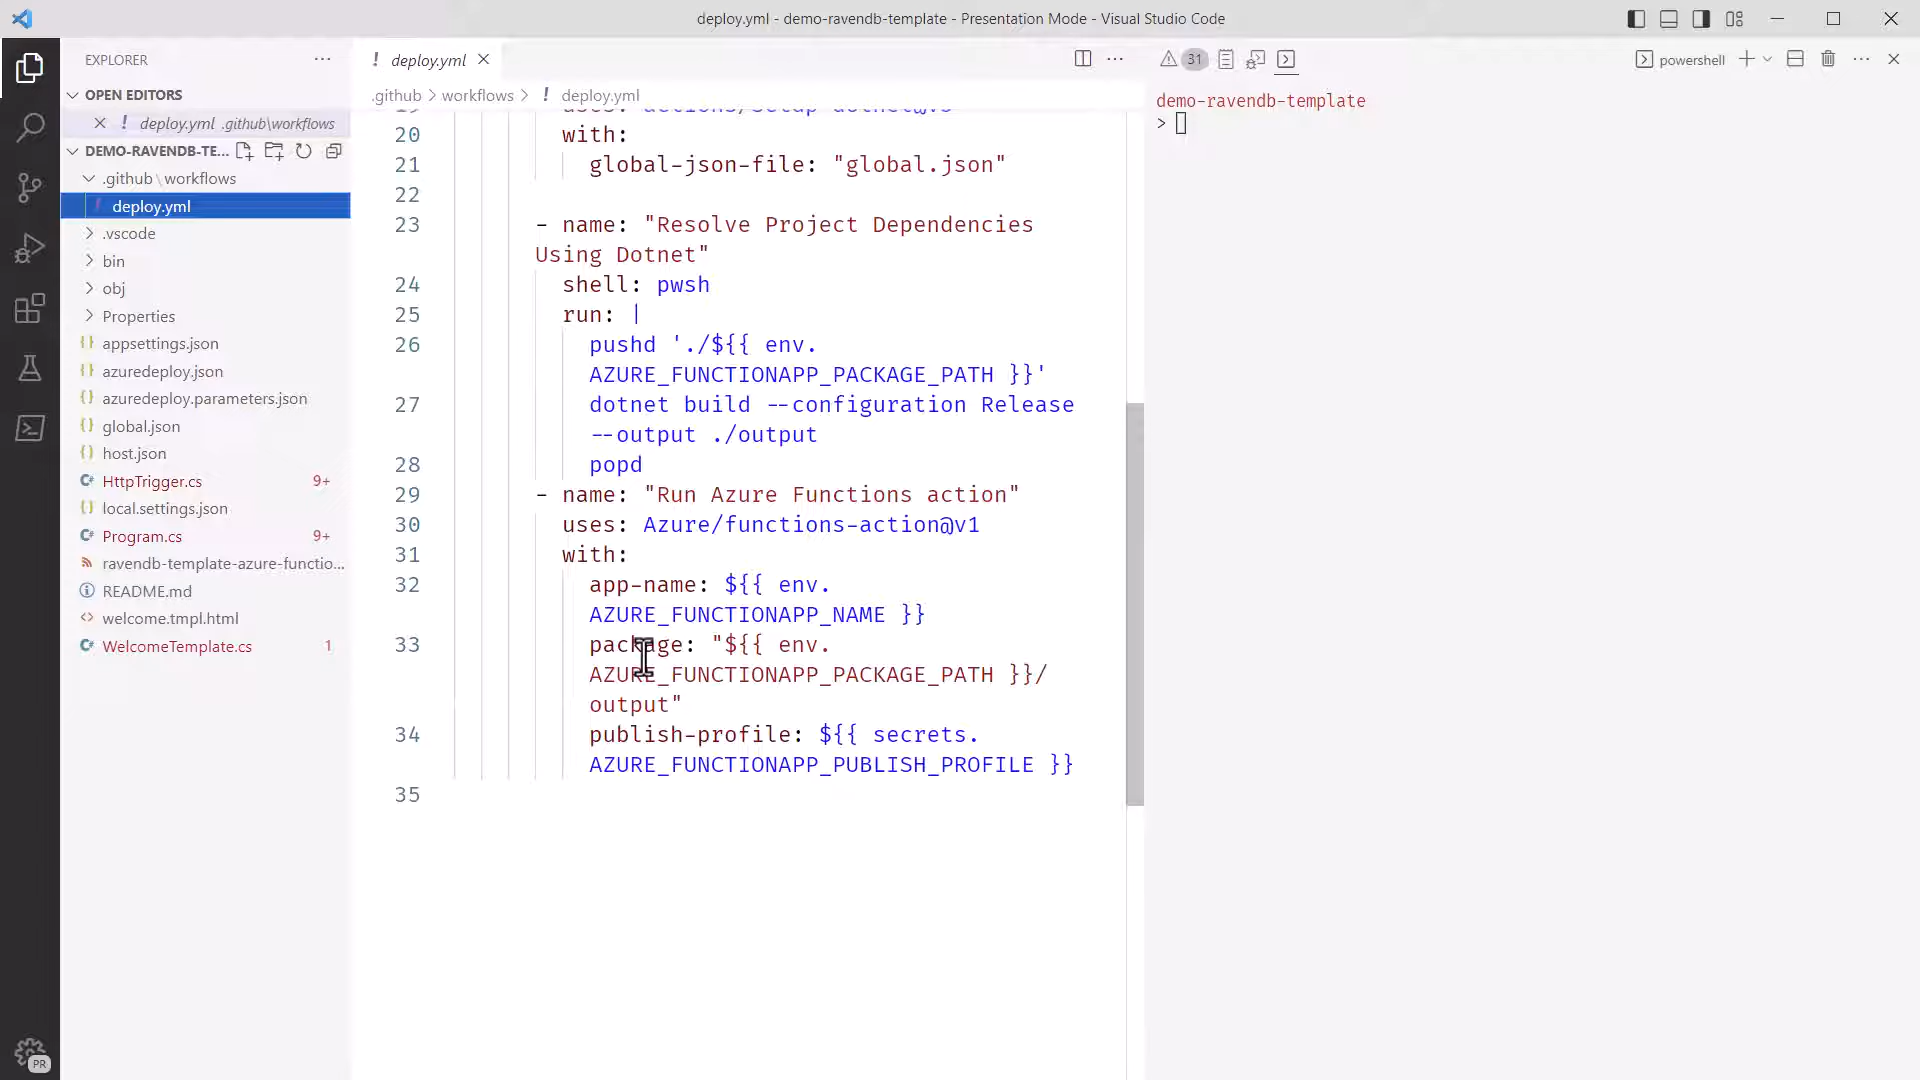 deploy.yml - demo-ravendb-template - Presentation Mode - Visual Studio Code
EXPLORER
OPEN EDITORS
deploy.yml .github\workflows
DEMO-RAVENDB-TE...
.github\workflows
deploy.yml
.vscode
bin
obj
Properties
appsettings.json
azuredeploy.json
azuredeploy.parameters.json
global.json
host.json
HttpTrigger.cs 9+
local.settings.json
Program.cs 9+
ravendb-template-azure-functio...
README.md
welcome.tmpl.html
WelcomeTemplate.cs 1
PR
! deploy.yml
.github > workflows > ! deploy.yml
20 with:
21 global-json-file: "global.json"
22
23 - name: "Resolve Project Dependencies
Using Dotnet"
24 shell: pwsh
25 run: |
26 pushd './${{ env.
AZURE_FUNCTIONAPP_PACKAGE_PATH }}'
27 dotnet build --configuration Release
--output ./output
28 popd
29 - name: "Run Azure Functions action"
30 uses: Azure/functions-action@v1
31 with:
32 app-name: ${{ env.
AZURE_FUNCTIONAPP_NAME }}
33 package: "${{ env.
AZURE_FUNCTIONAPP_PACKAGE_PATH }}/
output"
34 publish-profile: ${{ secrets.
AZURE_FUNCTIONAPP_PUBLISH_PROFILE }}
35
31
powershell
demo-ravendb-template
>